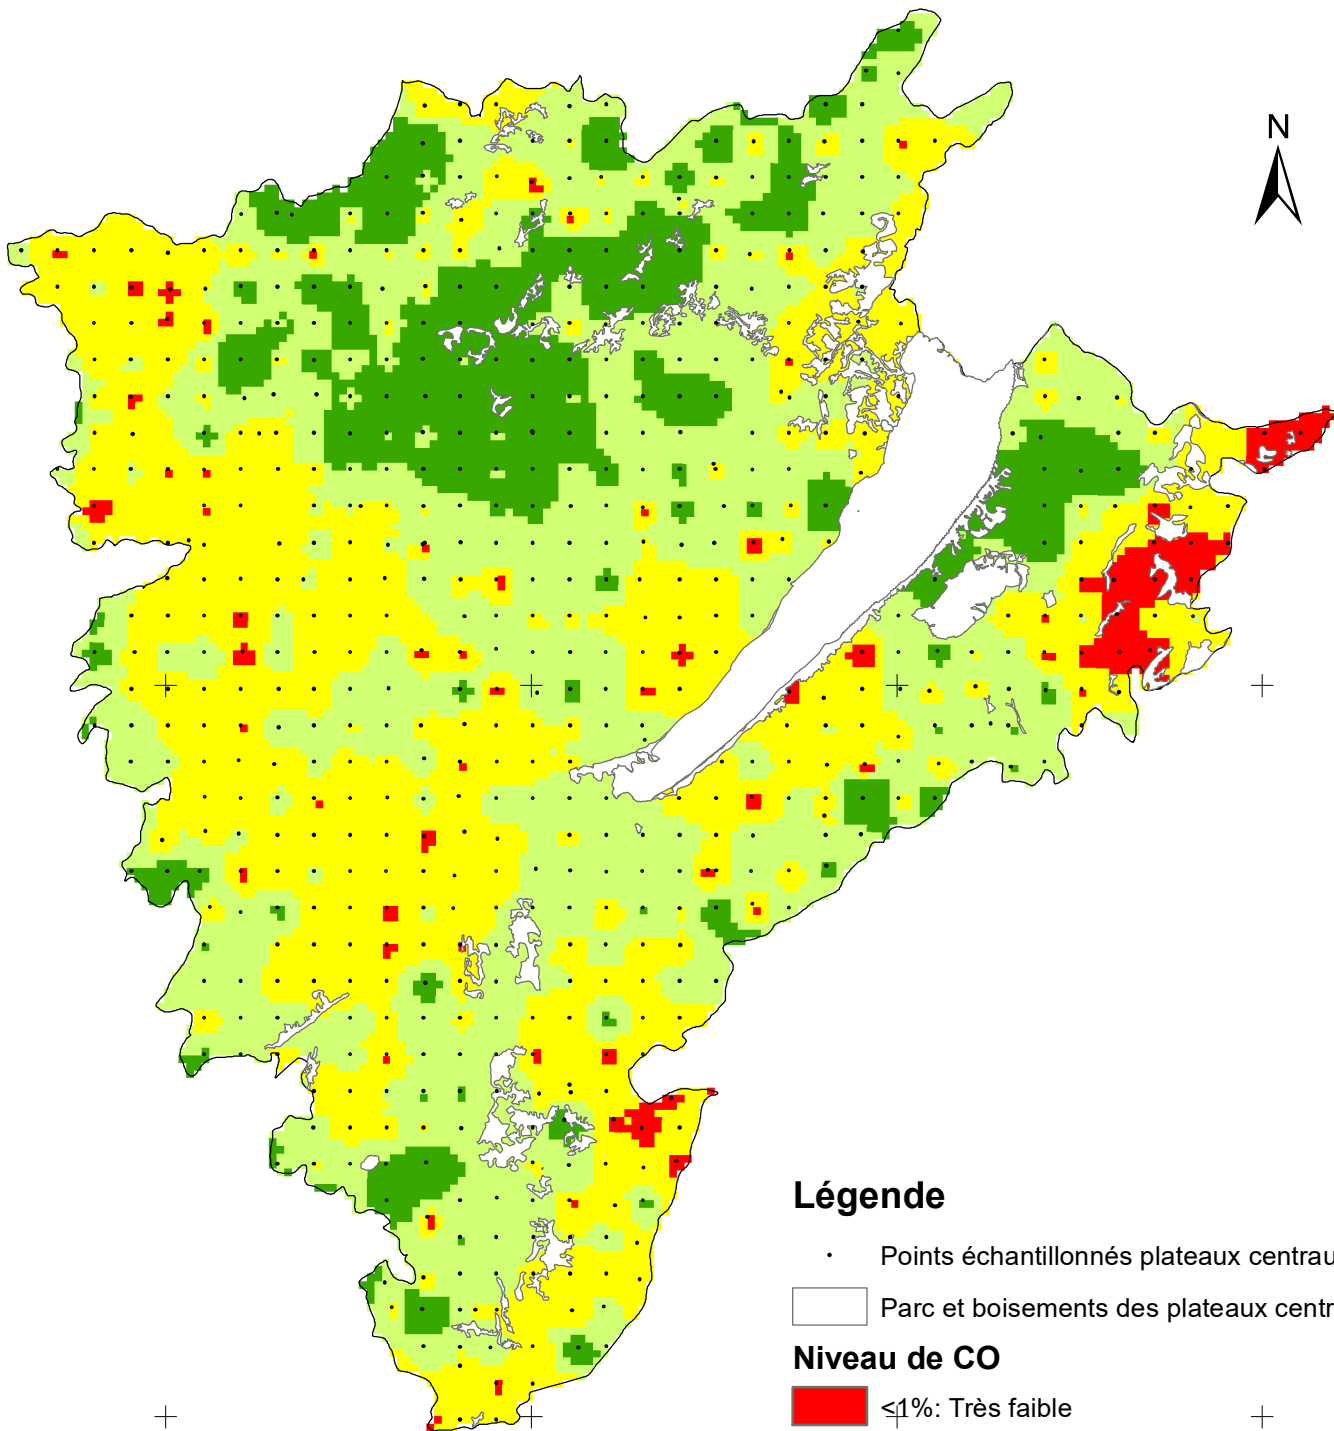 N
Légende
Points échantillonnés plateaux centrau
Parc et boisements des plateaux centr
Niveau de CO
<1%: Très faible